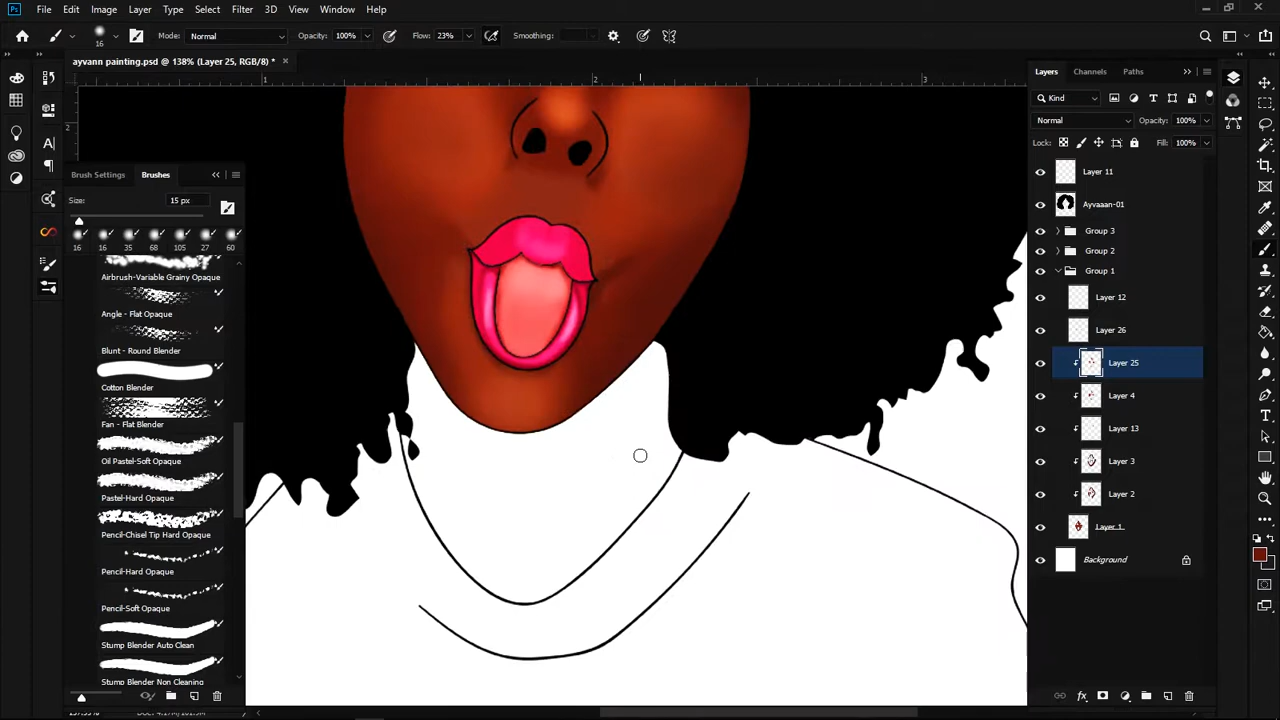 Ps File Edit Image Layer Type Select Filter 3D View Window Help
16 Mode: Normal Opacity: 100% Flow: 23% Smoothing:
ayvann painting.psd @ 138% (Layer 25, RGB/8) *
1 2 3
2
Brush Settings Brushes
Size: 15 px
16 16 35 68 105 27 60
Airbrush-Variable Grainy Opaque
Angle - Flat Opaque
Blunt - Round Blender
Cotton Blender
Fan - Flat Blender
Oil Pastel-Soft Opaque
Pastel-Hard Opaque
Pencil-Chisel Tip Hard Opaque
Pencil-Hard Opaque
Pencil-Soft Opaque
Stump Blender Auto Clean
Stump Blender Non Cleaning
Layers Channels Paths
Kind
Normal Opacity: 100%
Lock: Fill: 100%
Layer 11
Ayvaaan-01
Group 3
Group 2
Group 1
Layer 12
Layer 26
Layer 25
Layer 4
Layer 13
Layer 3
Layer 2
Layer 1
Background